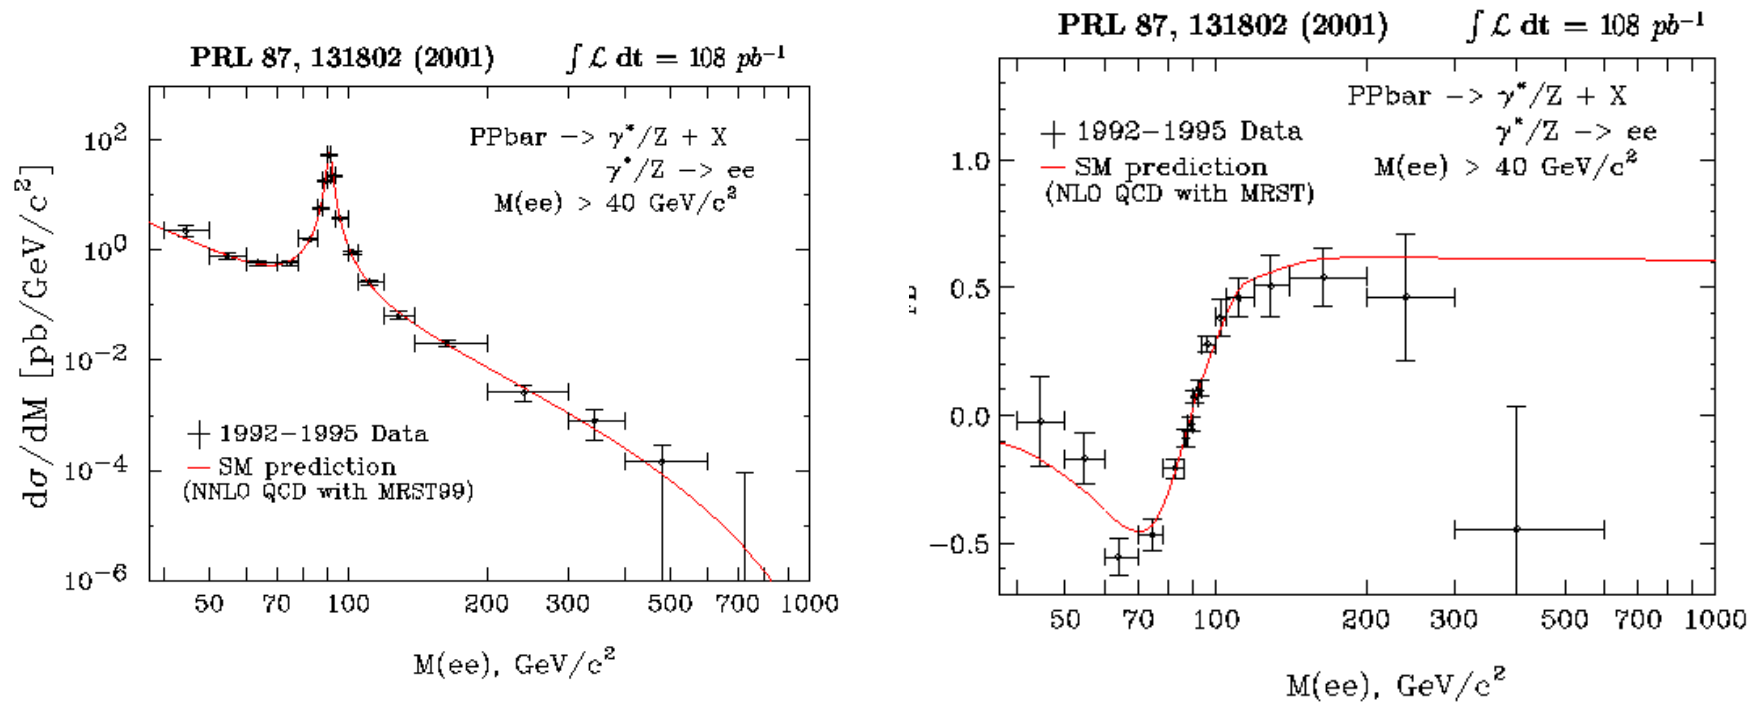 PRL 87, 131802 (2001) ∫ ℒ dt = 108 pb⁻¹
PPbar −> γ*/Z + X
γ*/Z −> ee
M(ee) > 40 GeV/c²
dσ/dM [pb/GeV/c²]
10²
10⁰
10⁻²
10⁻⁴
10⁻⁶
1992−1995 Data
SM prediction
(NNLO QCD with MRST99)
50 70 100 200 300 500 700 1000
M(ee), GeV/c²
PRL 87, 131802 (2001) ∫ ℒ dt = 108 pb⁻¹
PPbar −> γ*/Z + X
γ*/Z −> ee
M(ee) > 40 GeV/c²
1992−1995 Data
SM prediction
(NLO QCD with MRST)
1.0
0.5
0.0
−0.5
50 70 100 200 300 500 1000
M(ee), GeV/c²